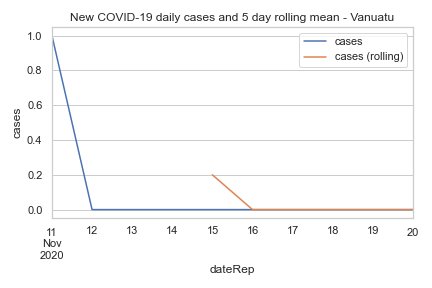 New COVID-19 daily cases and 5 day rolling mean - Vanuatu
cases
cases (rolling)
1.0
0.8
0.6
0.4
0.2
0.0
cases
11 12 13 14 15 16 17 18 19 20
Nov
2020
dateRep